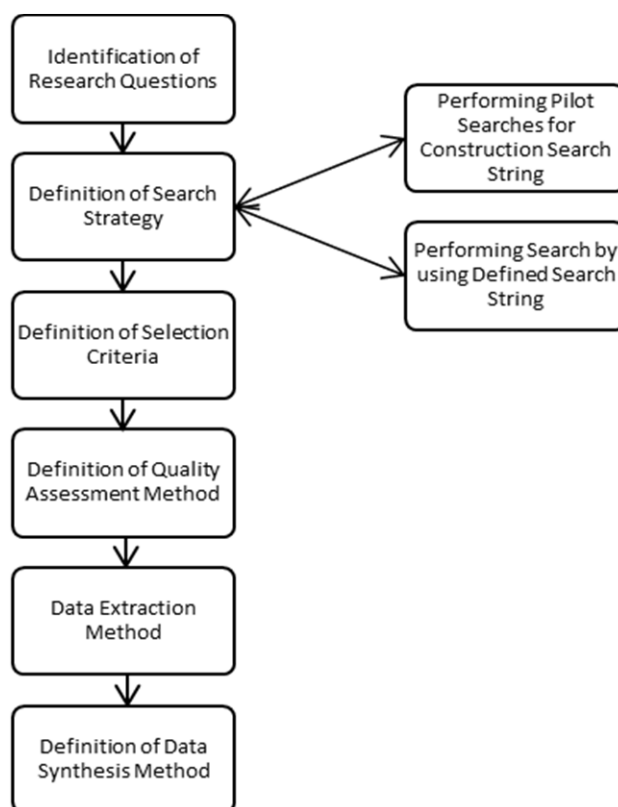 Identification of
Research Questions
Performing Pilot
Searches for
Construction Search
String
Definition of Search
Strategy
Performing Search by
using Defined Search
String
Definition of Selection
Criteria
Definition of Quality
Assessment Method
Data Extraction
Method
Definition of Data
Synthesis Method